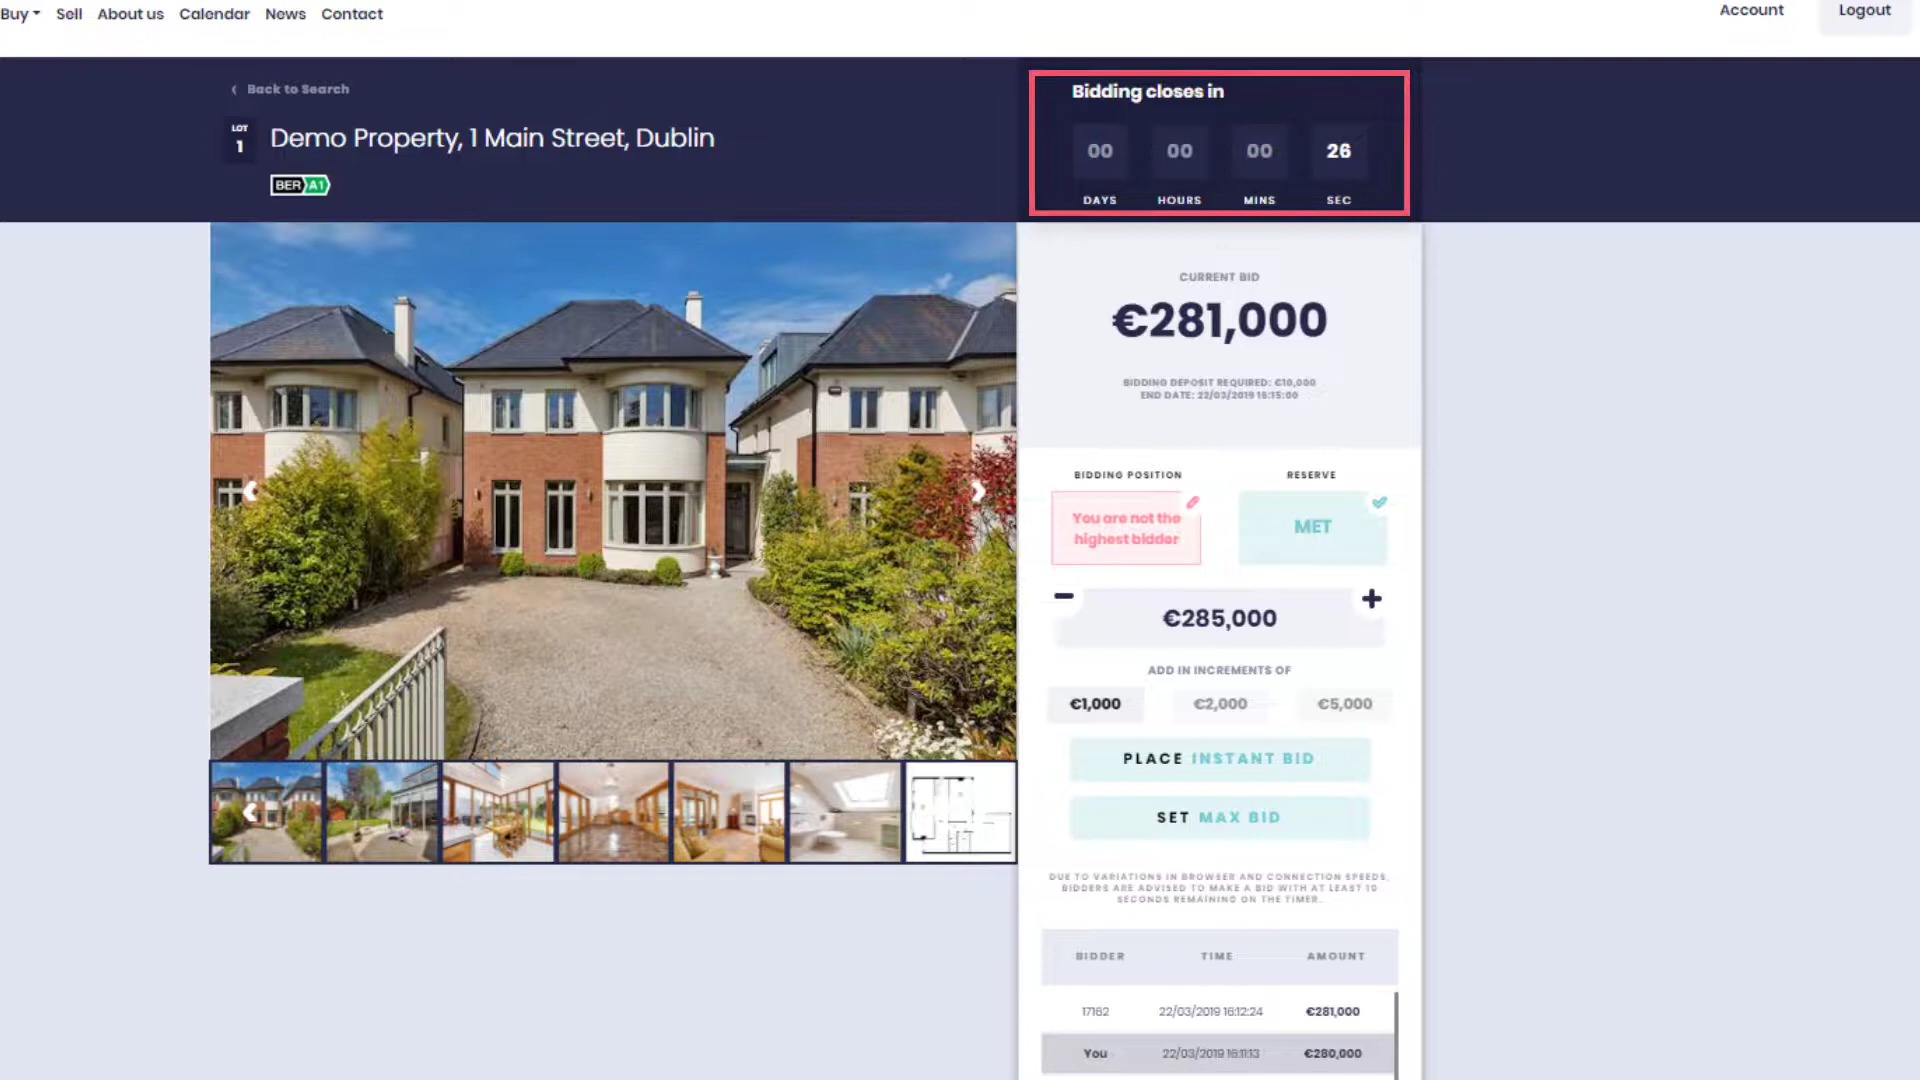 Buy Sell About us Calendar News Contact
Account Logout
Back to Search
LOT
1
Demo Property, 1 Main Street, Dublin
BER A1
Bidding closes in
00 00 00 26
DAYS HOURS MINS SEC
CURRENT BID
€281,000
BIDDING DEPOSIT REQUIRED: €10,000
END DATE: 22/03/2019 16:15:00
BIDDING POSITION RESERVE
You are not the
highest bidder
MET
€285,000
ADD IN INCREMENTS OF
€1,000 €2,000 €5,000
PLACE INSTANT BID
SET MAX BID
DUE TO VARIATIONS IN BROWSER AND CONNECTION SPEEDS,
BIDDERS ARE ADVISED TO MAKE A BID WITH AT LEAST 10
SECONDS REMAINING ON THE TIMER.
BIDDER TIME AMOUNT
17162 22/03/2019 16:12:24 €281,000
You 22/03/2019 16:11:13 €280,000